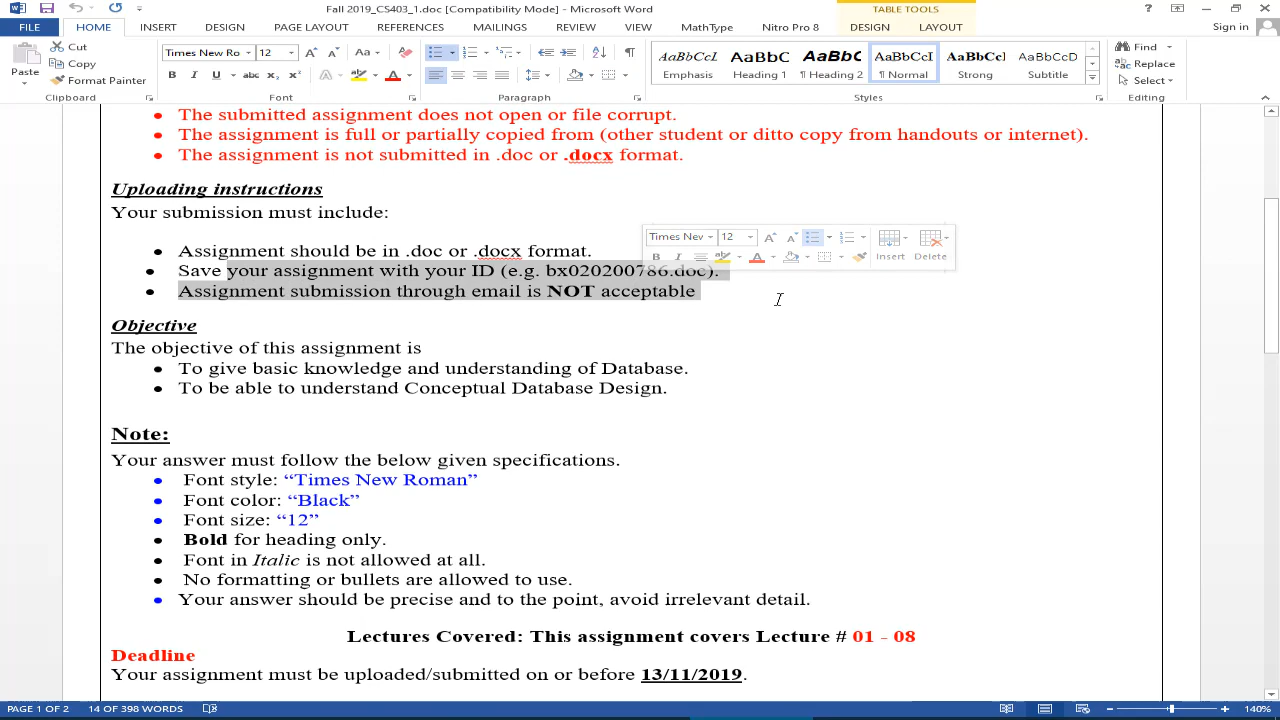 Fall 2019_CS403_1.doc [Compatibility Mode] - Microsoft Word
TABLE TOOLS
FILE HOME INSERT DESIGN PAGE LAYOUT REFERENCES MAILINGS REVIEW VIEW MathType Nitro Pro 8 DESIGN LAYOUT Sign in
Paste
Cut
Copy
Format Painter
Clipboard
Times New Ro 12
Font
Paragraph
AaBbCcI Emphasis
AaBbC Heading 1
AaBbC ¶ Heading 2
AaBbCcI ¶ Normal
AaBbCc Strong
AaBbCcD Subtitle
Styles
Find
Replace
Select
Editing
The submitted assignment does not open or file corrupt.
The assignment is full or partially copied from (other student or ditto copy from handouts or internet).
The assignment is not submitted in .doc or .docx format.
Uploading instructions
Your submission must include:
Assignment should be in .doc or .docx format.
Save your assignment with your ID (e.g. bx020200786.doc).
Assignment submission through email is NOT acceptable
Times Nev 12
Insert Delete
Objective
The objective of this assignment is
To give basic knowledge and understanding of Database.
To be able to understand Conceptual Database Design.
Note:
Your answer must follow the below given specifications.
Font style: “Times New Roman”
Font color: “Black”
Font size: “12”
Bold for heading only.
Font in Italic is not allowed at all.
No formatting or bullets are allowed to use.
Your answer should be precise and to the point, avoid irrelevant detail.
Lectures Covered: This assignment covers Lecture # 01 - 08
Deadline
Your assignment must be uploaded/submitted on or before 13/11/2019.
PAGE 1 OF 2 14 OF 398 WORDS 140%